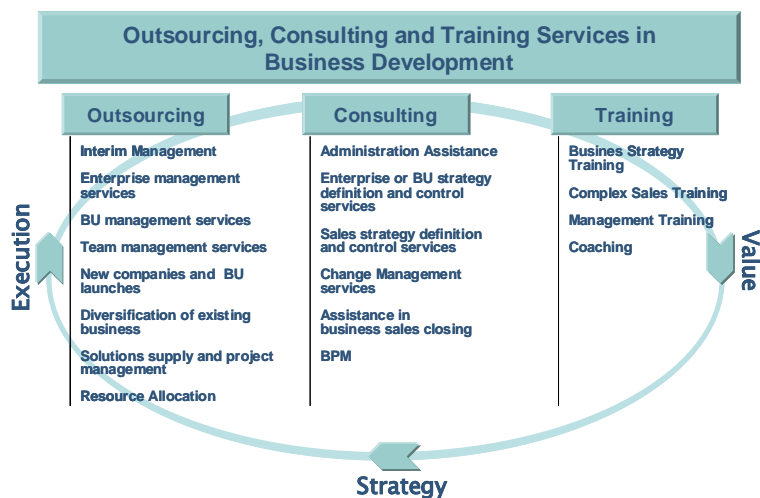 Outsourcing, Consulting and Training Services in
Business Development
Outsourcing
Interim Management
Enterprise management
services
BU management services
Team management services
New companies and BU
launches
Diversification of existing
business
Solutions supply and project
management
Resource Allocation
Consulting
Administration Assistance
Enterprise or BU strategy
definition and control
services
Sales strategy definition
and control services
Change Management
services
Assistance in
business sales closing
BPM
Training
Busines Strategy
Training
Complex Sales Training
Management Training
Coaching
Execution
Value
Strategy